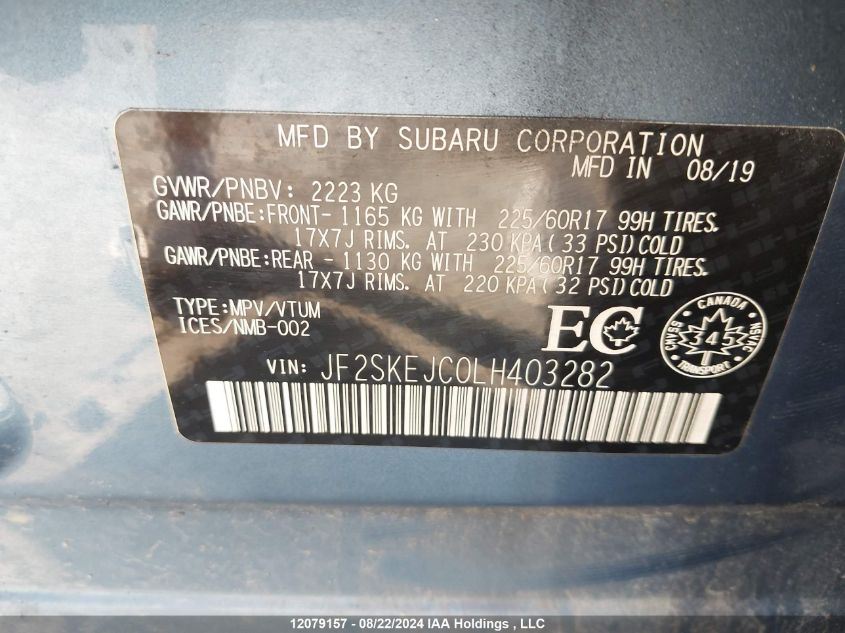 MFD BY SUBARU CORPORATION
MFD IN 08/19
GVWR/PNBV: 2223 KG
GAWR/PNBE:FRONT- 1165 KG WITH 225/60R17 99H TIRES.
17X7J RIMS. AT 230 KPA( 33 PSI)COLD
GAWR/PNBE:REAR - 1130 KG WITH 225/60R17 99H TIRES.
17X7J RIMS. AT 220 KPA( 32 PSI)COLD
TYPE:MPV/VTUM
ICES/NMB-002
EC
CANADA
NSVAC
BSVAC
345
VIN: JF2SKEJC0LH403282
12079157 - 08/22/2024 IAA Holdings , LLC/